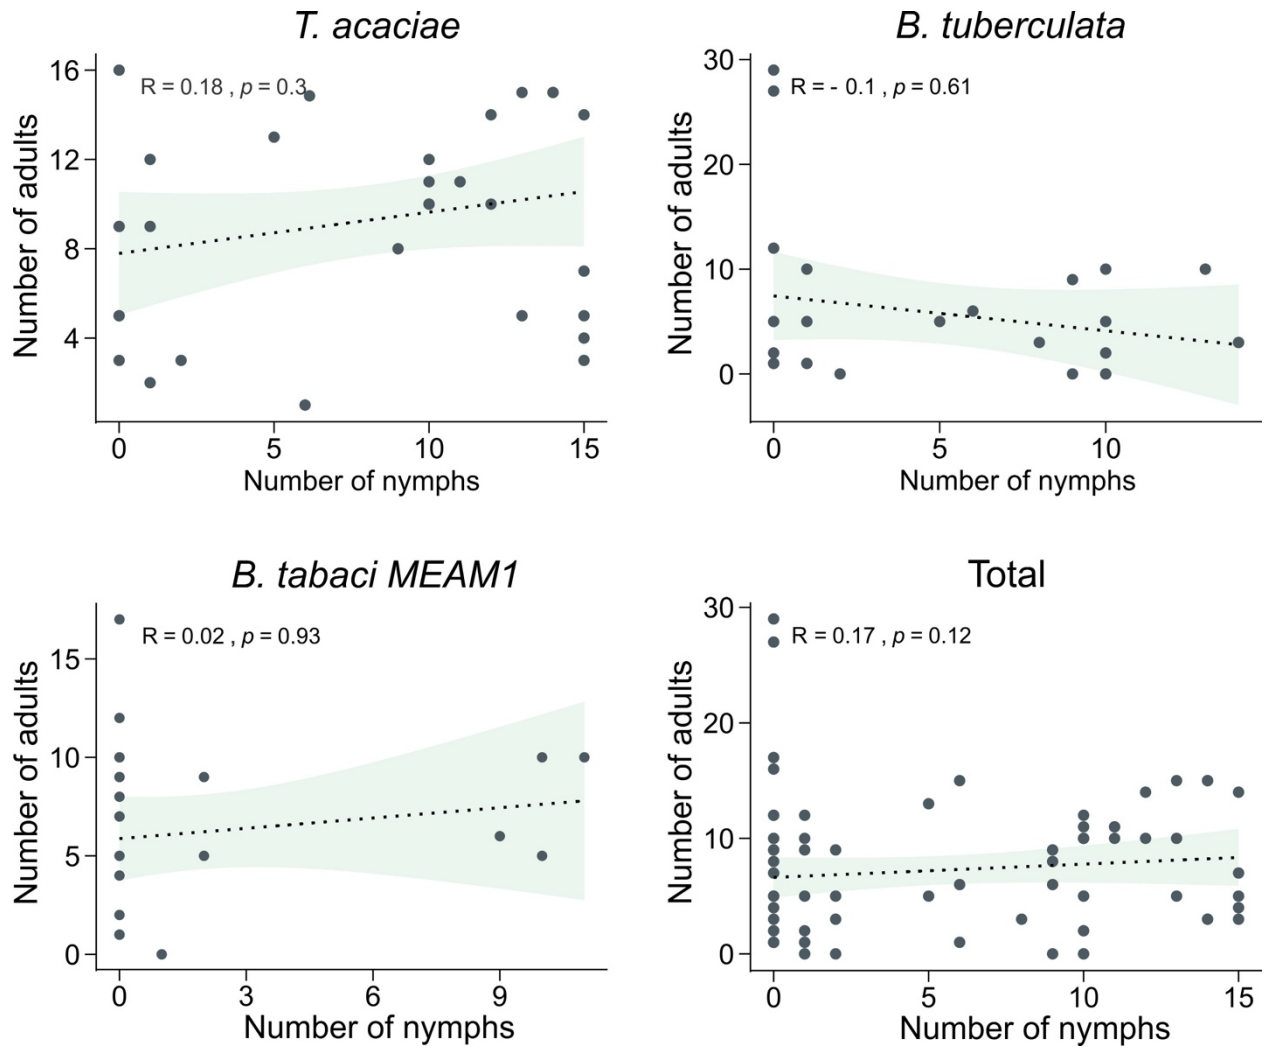 T. acaciae
R = 0.18 , p = 0.3
Number of adults
16
12
8
4
0 5 10 15
Number of nymphs
B. tuberculata
R = - 0.1 , p = 0.61
Number of adults
30
20
10
0
0 5 10
Number of nymphs
B. tabaci MEAM1
R = 0.02 , p = 0.93
Number of adults
15
10
5
0
0 3 6 9
Number of nymphs
Total
R = 0.17 , p = 0.12
Number of adults
30
20
10
0
0 5 10 15
Number of nymphs